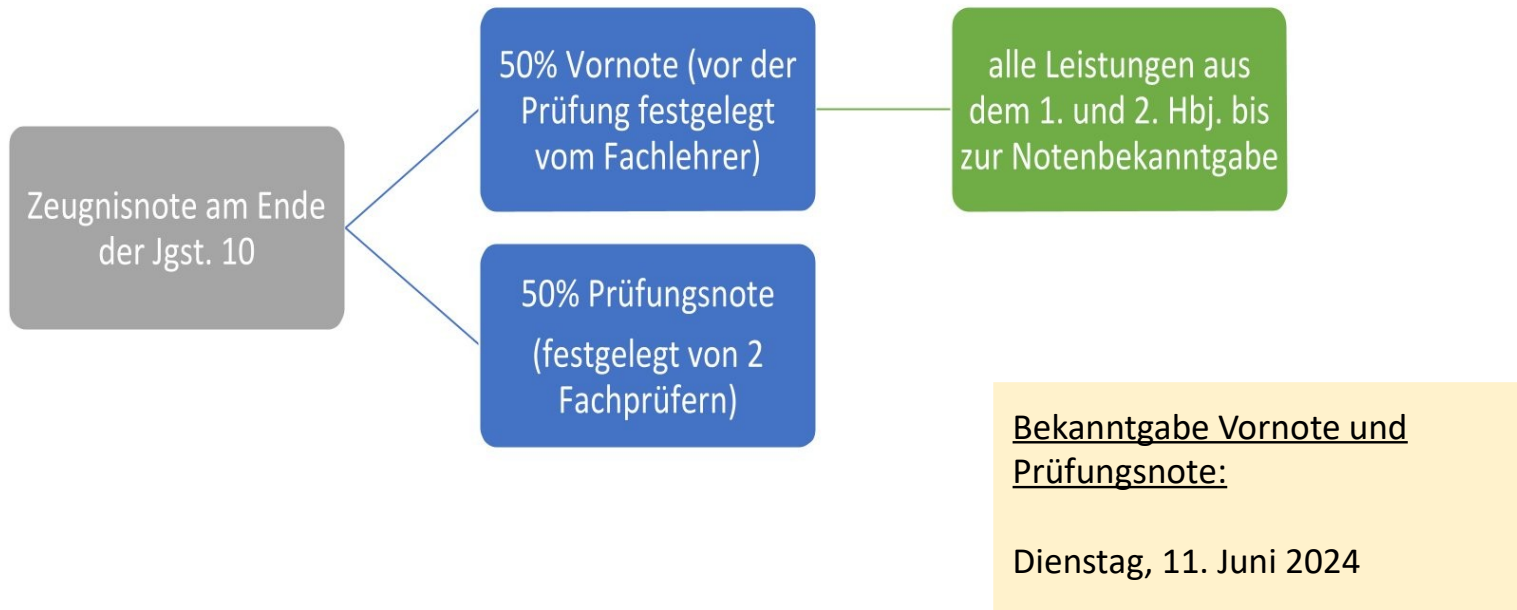 Zeugnisnote am Ende
der Jgst. 10
50% Vornote (vor der
Prüfung festgelegt
vom Fachlehrer)
alle Leistungen aus
dem 1. und 2. Hbj. bis
zur Notenbekanntgabe
50% Prüfungsnote
(festgelegt von 2
Fachprüfern)
Bekanntgabe Vornote und
Prüfungsnote:
Dienstag, 11. Juni 2024